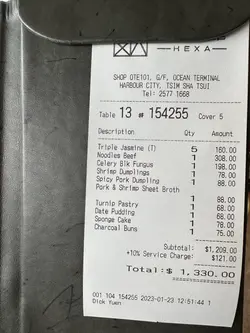 HEXA
SHOP OTE101, G/F, OCEAN TERMINAL
HARBOUR CITY, TSIM SHA TSUI
Tel: 2577 1668
Table 13 # 154255 Cover 5
Description Qty Amount
Triple Jasmine (T) 5 160.00
Noodles Beef 1 308.00
Celery Blk Fungus 1 198.00
Shrimp Dumplings 1 78.00
Spicy Pork Dumpling 1 88.00
Pork & Shrimp Sheet Broth
1 88.00
Turnip Pastry 1 68.00
Date Pudding 1 68.00
Sponge Cake 1 78.00
Charcoal Buns 1 75.00
Subtotal: $1,209.00
+10% Service Charge: $121.00
Total:$ 1,330.00
001 104 154255 2023-01-23 12:51:44 1
Dick Yuen